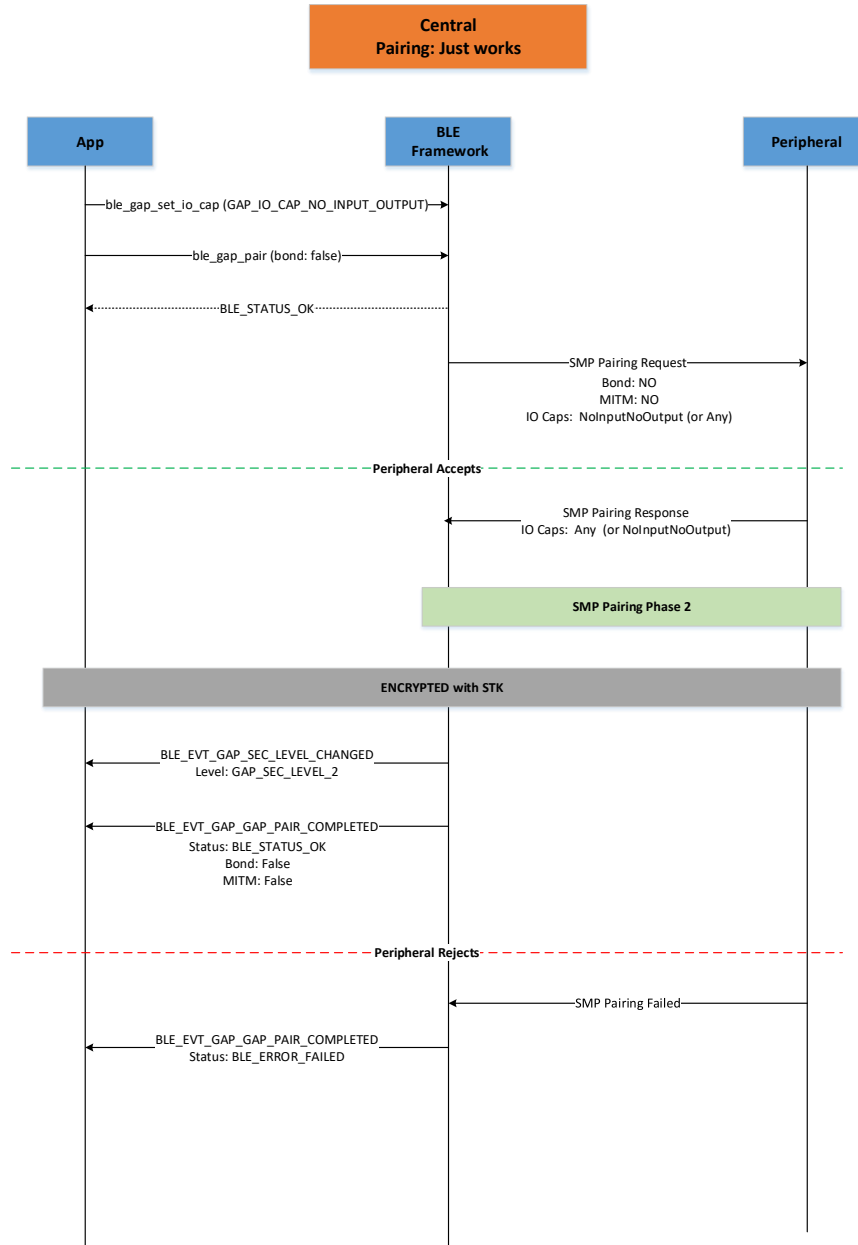 Central
Pairing: Just works
App
BLE
Framework
Peripheral
ble_gap_set_io_cap (GAP_IO_CAP_NO_INPUT_OUTPUT)
ble_gap_pair (bond: false)
BLE_STATUS_OK
SMP Pairing Request
Bond: NO
MITM: NO
IO Caps:  NoInputNoOutput (or Any)
Peripheral Accepts
SMP Pairing Response
IO Caps:  Any  (or NoInputNoOutput)
SMP Pairing Phase 2
ENCRYPTED with STK
BLE_EVT_GAP_SEC_LEVEL_CHANGED
Level: GAP_SEC_LEVEL_2
BLE_EVT_GAP_GAP_PAIR_COMPLETED
Status: BLE_STATUS_OK
Bond: False
MITM: False
Peripheral Rejects
SMP Pairing Failed
BLE_EVT_GAP_GAP_PAIR_COMPLETED
Status: BLE_ERROR_FAILED